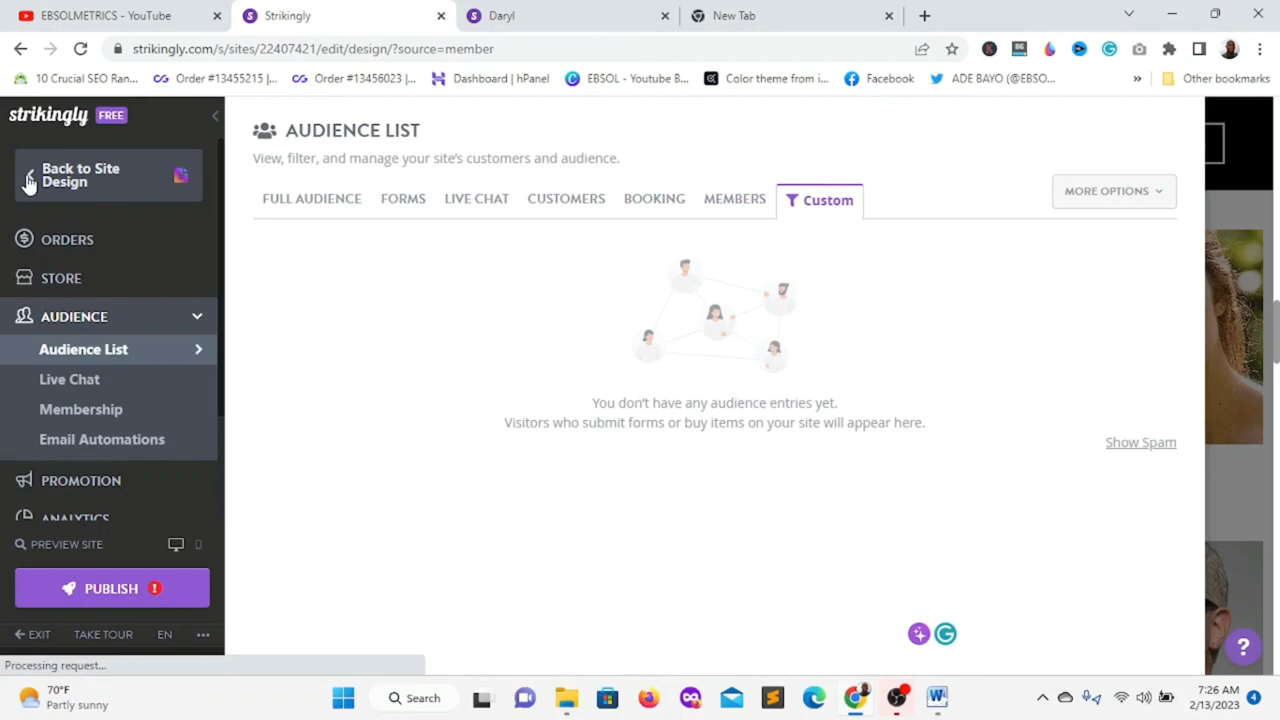 EBSOLMETRICS - YouTube
Strikingly
Daryl
New Tab
strikingly.com/s/sites/22407421/edit/design/?source=member
10 Crucial SEO Ran...
Order #13455215 |...
Order #13456023 |...
Dashboard | hPanel
EBSOL - Youtube B...
Color theme from i...
Facebook
ADE BAYO (@EBSO...
»
Other bookmarks
strikingly FREE
Back to Site
Design
ORDERS
STORE
AUDIENCE
Audience List
Live Chat
Membership
Email Automations
PROMOTION
ANALYTICS
PREVIEW SITE
PUBLISH !
EXIT
TAKE TOUR
EN
...
AUDIENCE LIST
View, filter, and manage your site's customers and audience.
FULL AUDIENCE
FORMS
LIVE CHAT
CUSTOMERS
BOOKING
MEMBERS
Custom
MORE OPTIONS
You don't have any audience entries yet.
Visitors who submit forms or buy items on your site will appear here.
Show Spam
?
Processing request...
70°F
Partly sunny
Search
7:26 AM
2/13/2023
4